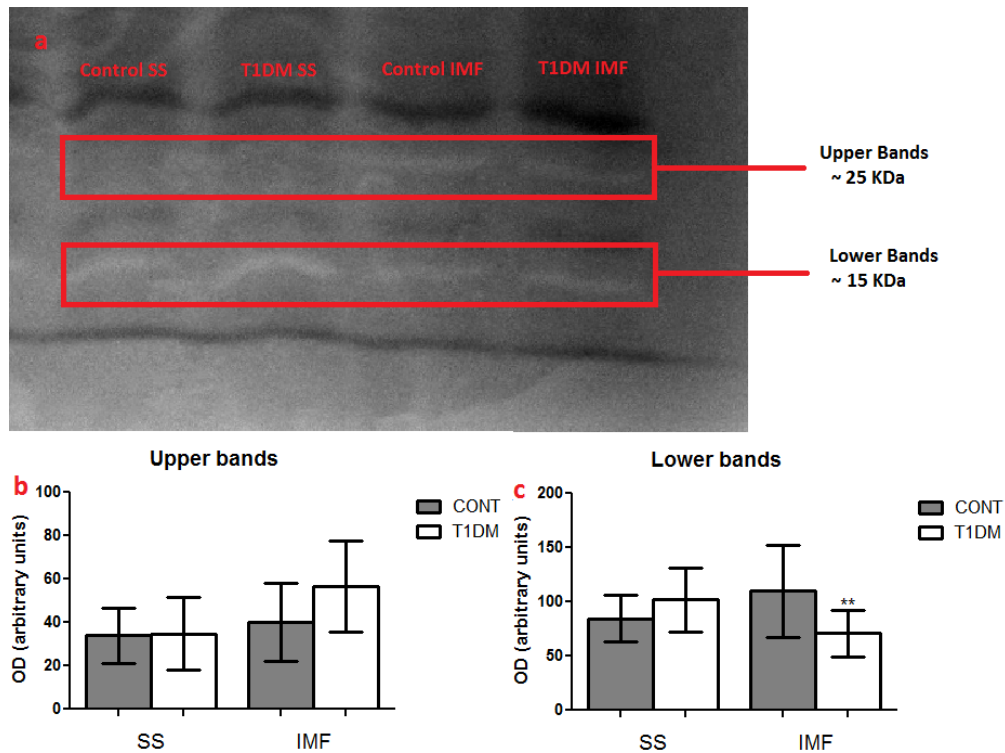 a
Control SS T1DM SS Control IMF T1DM IMF
Upper Bands
~ 25 KDa
Lower Bands
~ 15 KDa
Upper bands
b
CONT
T1DM
OD (arbitrary units)
100
80
60
40
20
0
SS IMF
Lower bands
c
CONT
T1DM
OD (arbitrary units)
200
150
100
50
0
**
SS IMF